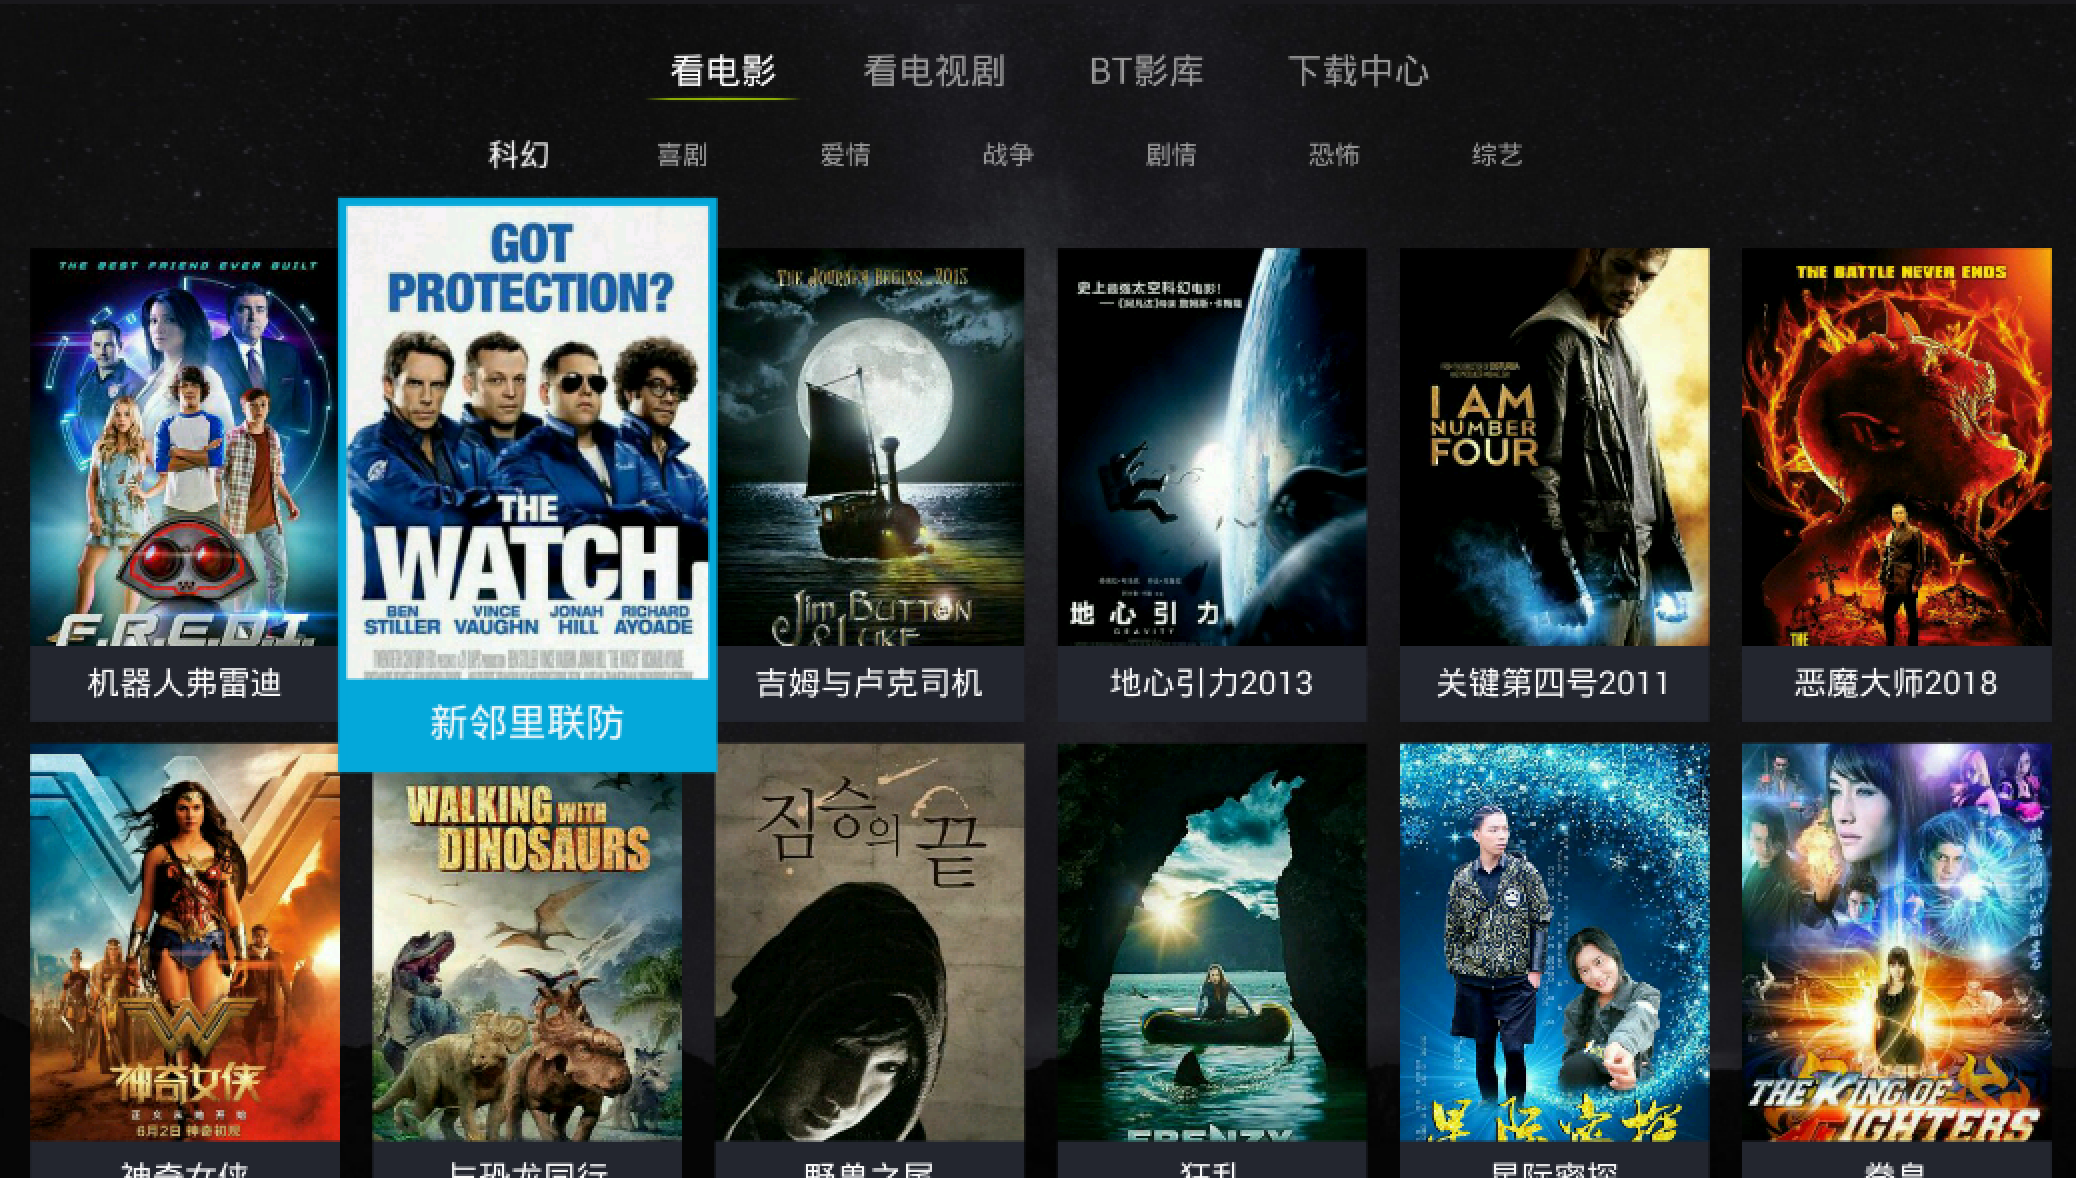 看电影
看电视剧
BT影库
下载中心
科幻
喜剧
爱情
战争
剧情
恐怖
综艺
THE BEST FRIEND EVER BUILT
F.R.E.D.I.
机器人弗雷迪
GOT
PROTECTION?
THE
WATCH
BEN STILLER
VINCE VAUGHN
JONAH HILL
RICHARD AYOADE
新邻里联防
THE JOURNEY BEGINS 2015
Jim BUTTON
& LUKE
吉姆与卢克司机
史上最强太空科幻电影!
地心引力
GRAVITY
地心引力2013
I AM
NUMBER
FOUR
关键第四号2011
THE BATTLE NEVER ENDS
THE
恶魔大师2018
神奇女侠
6月2日 神奇初现
神奇女侠
WALKING WITH
DINOSAURS
与恐龙同行
짐승의 끝
野兽之尾
FRENZY
狂乱
星际密探
星际密探
THE KING OF
FIGHTERS
拳皇